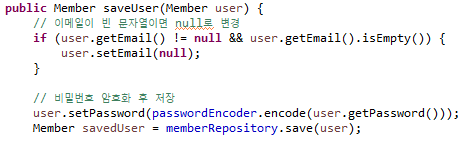 public Member saveUser(Member user) {
// 이메일이 빈 문자열이면 null로 변경
if (user.getEmail() != null && user.getEmail().isEmpty()) {
user.setEmail(null);
}
// 비밀번호 암호화 후 저장
user.setPassword(passwordEncoder.encode(user.getPassword()));
Member savedUser = memberRepository.save(user);